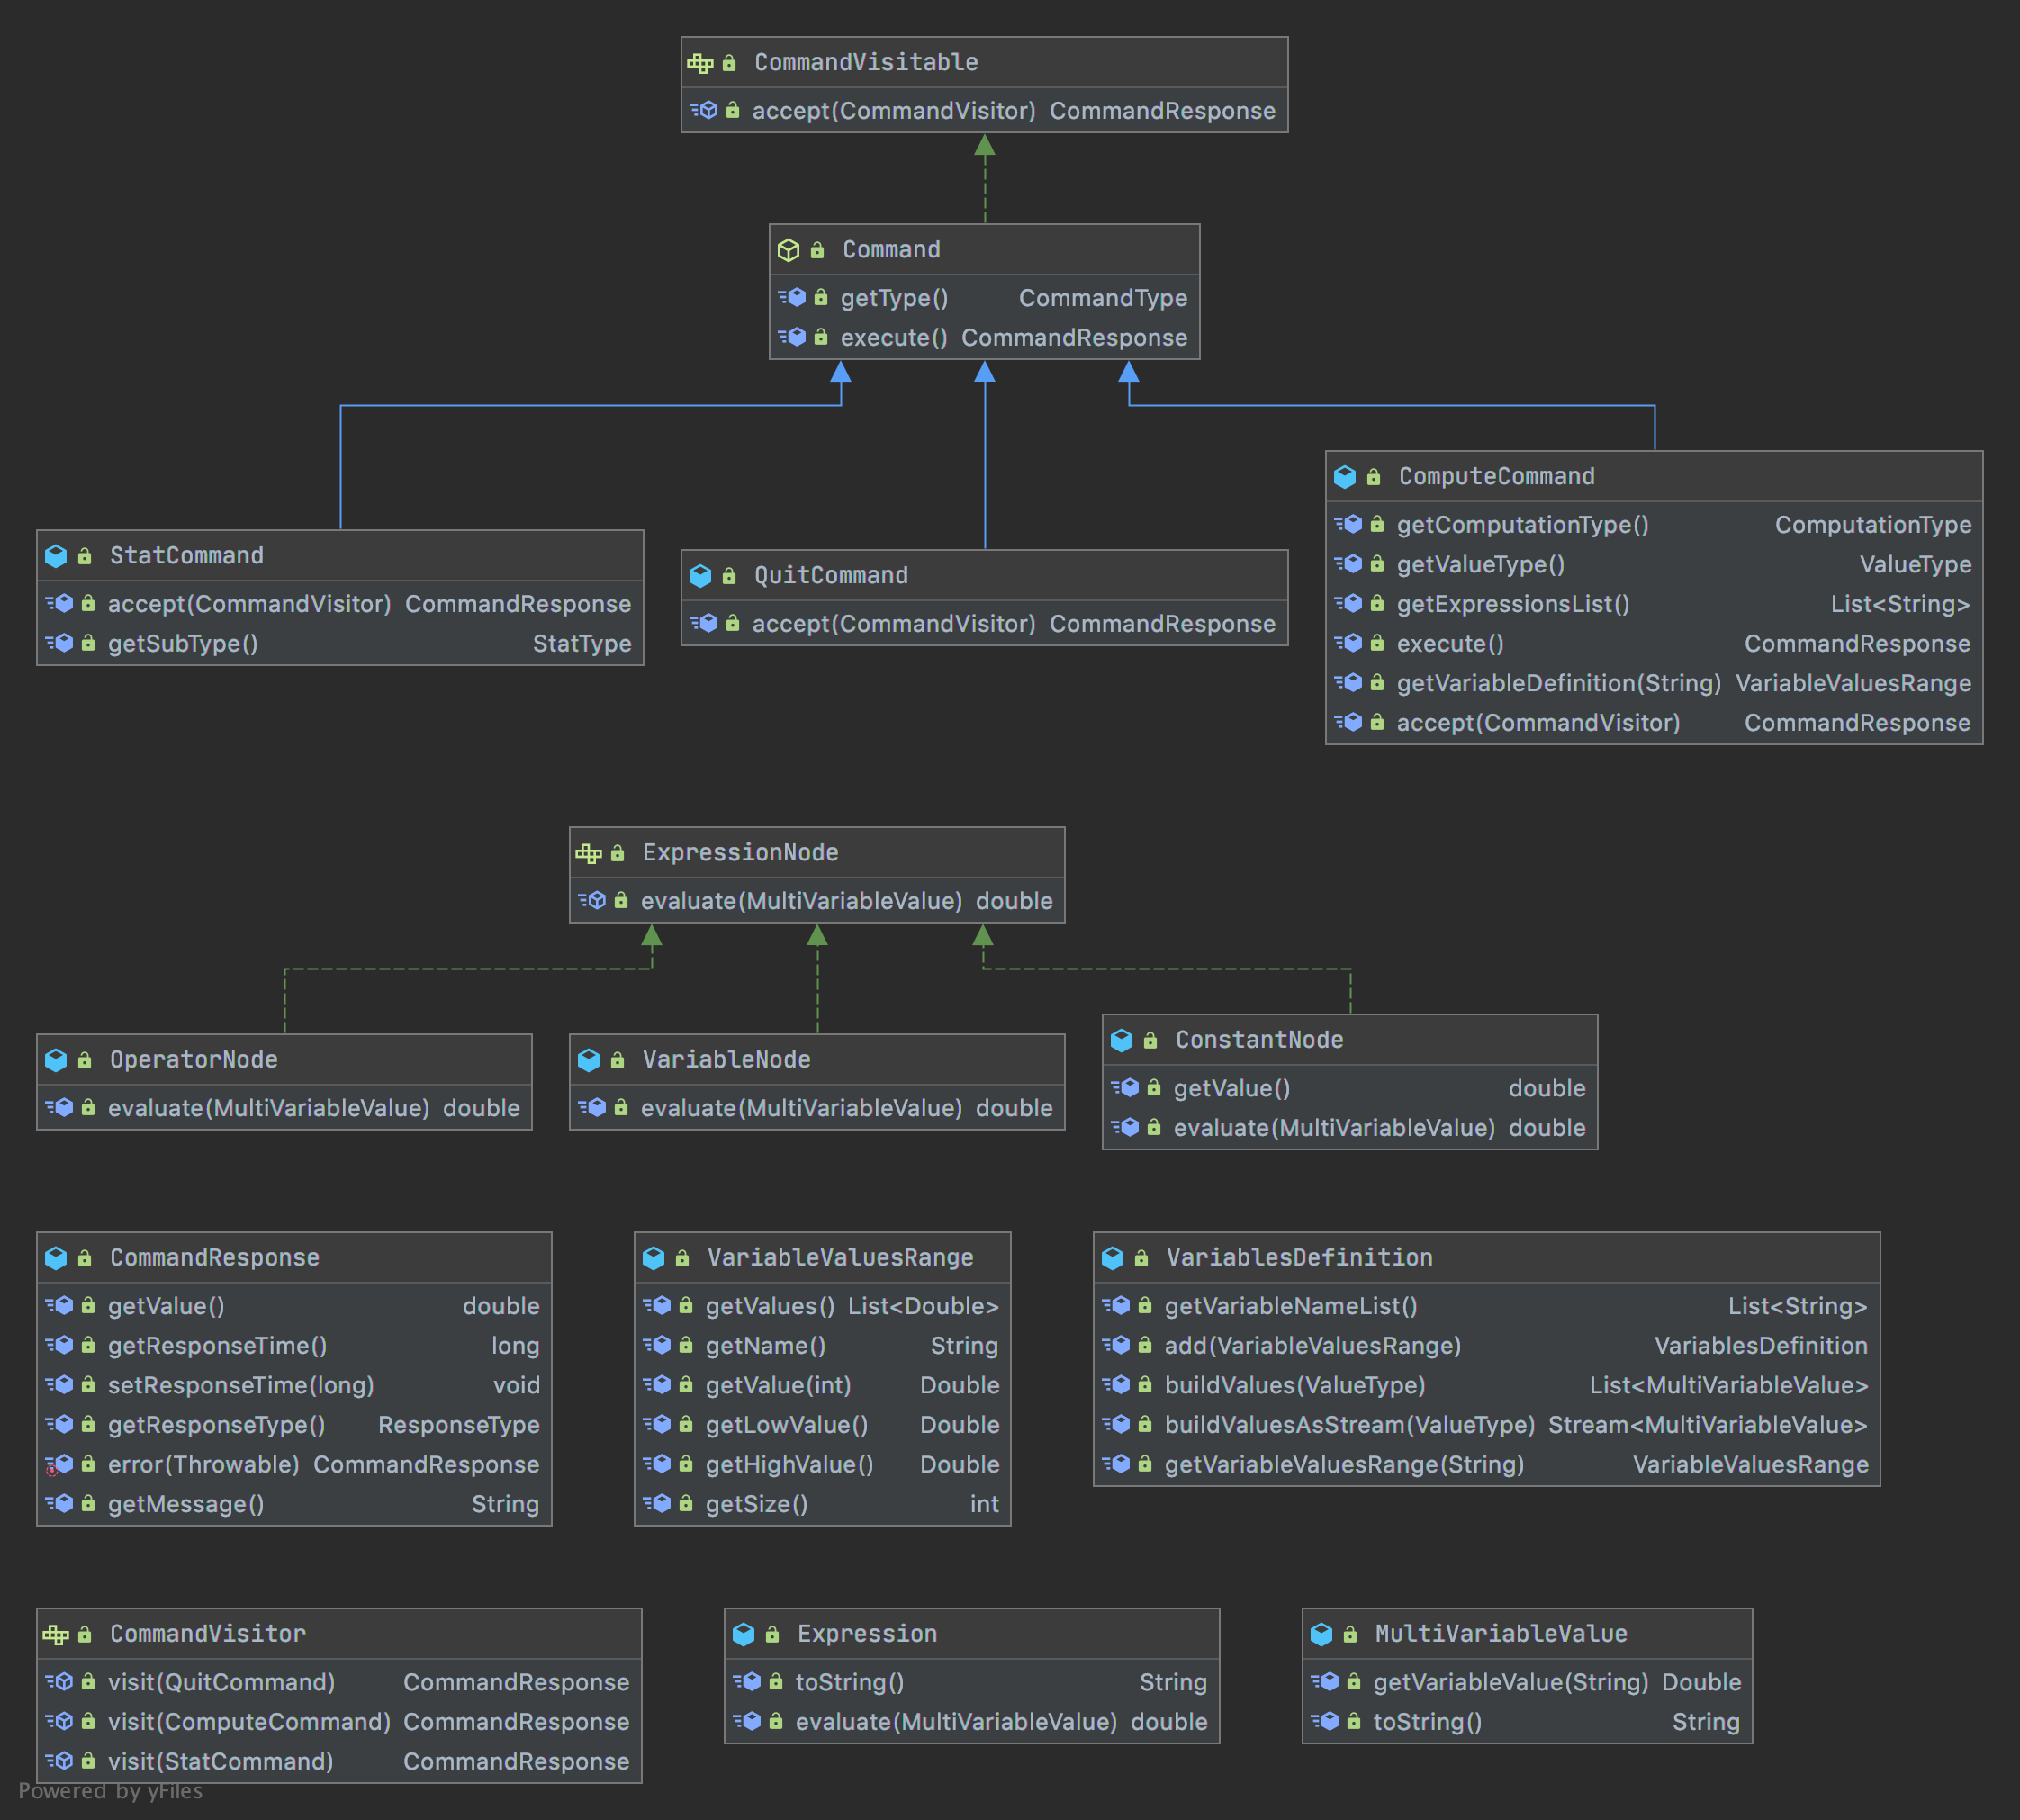 CommandVisitable
accept(CommandVisitor) CommandResponse
Command
getType() CommandType
execute() CommandResponse
StatCommand
accept(CommandVisitor) CommandResponse
getSubType() StatType
QuitCommand
accept(CommandVisitor) CommandResponse
ComputeCommand
getComputationType() ComputationType
getValueType() ValueType
getExpressionsList() List<String>
execute() CommandResponse
getVariableDefinition(String) VariableValuesRange
accept(CommandVisitor) CommandResponse
ExpressionNode
evaluate(MultiVariableValue) double
OperatorNode
evaluate(MultiVariableValue) double
VariableNode
evaluate(MultiVariableValue) double
ConstantNode
getValue() double
evaluate(MultiVariableValue) double
CommandResponse
getValue() double
getResponseTime() long
setResponseTime(long) void
getResponseType() ResponseType
error(Throwable) CommandResponse
getMessage() String
VariableValuesRange
getValues() List<Double>
getName() String
getValue(int) Double
getLowValue() Double
getHighValue() Double
getSize() int
VariablesDefinition
getVariableNameList() List<String>
add(VariableValuesRange) VariablesDefinition
buildValues(ValueType) List<MultiVariableValue>
buildValuesAsStream(ValueType) Stream<MultiVariableValue>
getVariableValuesRange(String) VariableValuesRange
CommandVisitor
visit(QuitCommand) CommandResponse
visit(ComputeCommand) CommandResponse
visit(StatCommand) CommandResponse
Expression
toString() String
evaluate(MultiVariableValue) double
MultiVariableValue
getVariableValue(String) Double
toString() String
Powered by yFiles